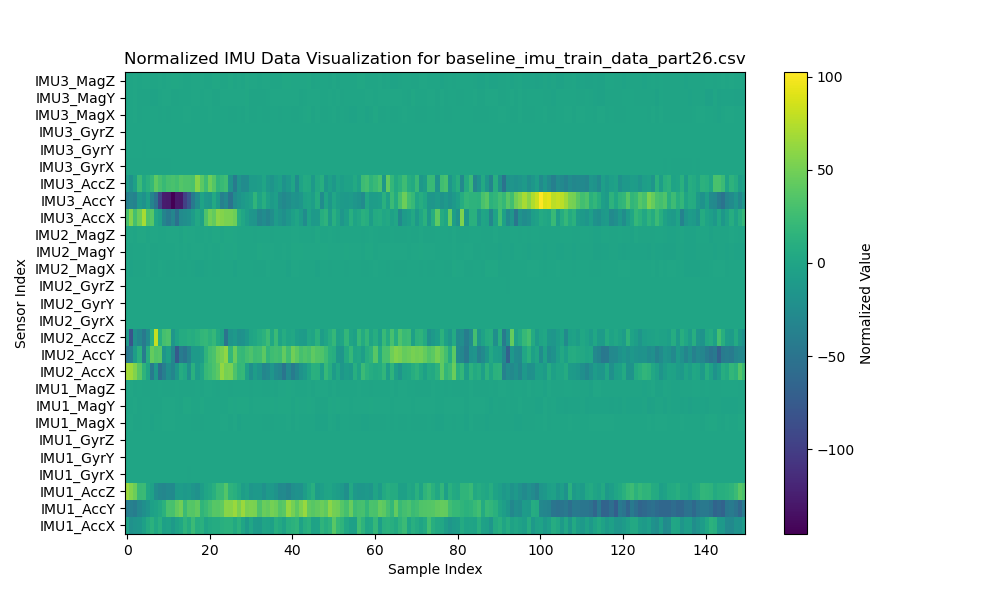 Normalized IMU Data Visualization for baseline_imu_train_data_part26.csv
Sensor Index
IMU3_MagZ
IMU3_MagY
IMU3_MagX
IMU3_GyrZ
IMU3_GyrY
IMU3_GyrX
IMU3_AccZ
IMU3_AccY
IMU3_AccX
IMU2_MagZ
IMU2_MagY
IMU2_MagX
IMU2_GyrZ
IMU2_GyrY
IMU2_GyrX
IMU2_AccZ
IMU2_AccY
IMU2_AccX
IMU1_MagZ
IMU1_MagY
IMU1_MagX
IMU1_GyrZ
IMU1_GyrY
IMU1_GyrX
IMU1_AccZ
IMU1_AccY
IMU1_AccX
0 20 40 60 80 100 120 140
Sample Index
100
50
0
−50
−100
Normalized Value